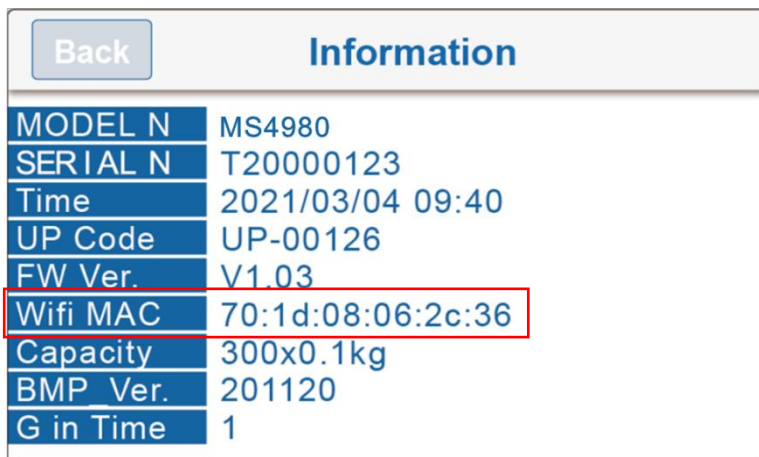 Back Information
MODEL N MS4980
SERIAL N T20000123
Time 2021/03/04 09:40
UP Code UP-00126
FW Ver. V1.03
Wifi MAC 70:1d:08:06:2c:36
Capacity 300x0.1kg
BMP_Ver. 201120
G in Time 1